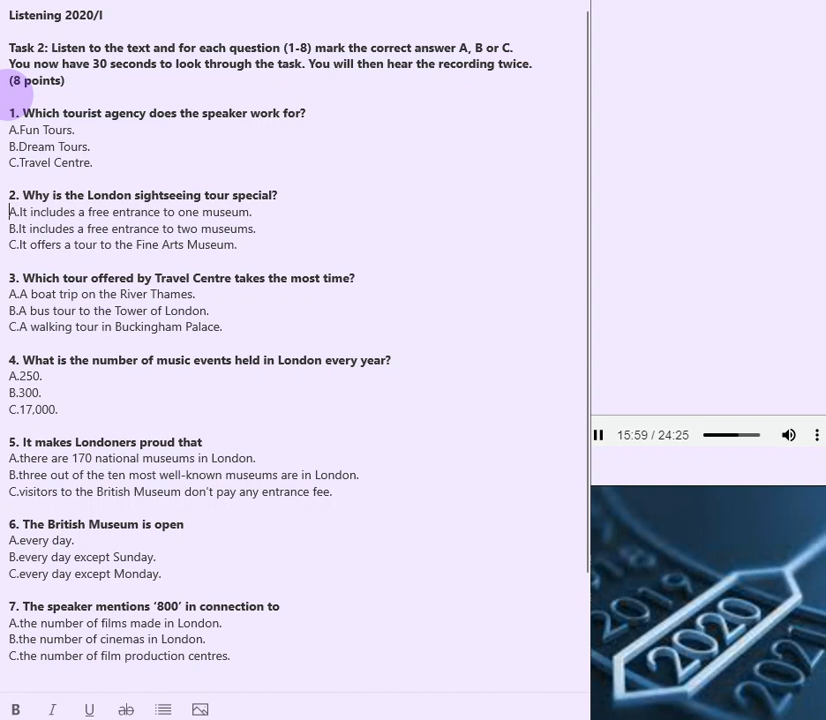 Listening 2020/I
Task 2: Listen to the text and for each question (1-8) mark the correct answer A, B or C.
You now have 30 seconds to look through the task. You will then hear the recording twice.
(8 points)
1. Which tourist agency does the speaker work for?
A.Fun Tours.
B.Dream Tours.
C.Travel Centre.
2. Why is the London sightseeing tour special?
A.It includes a free entrance to one museum.
B.It includes a free entrance to two museums.
C.It offers a tour to the Fine Arts Museum.
3. Which tour offered by Travel Centre takes the most time?
A.A boat trip on the River Thames.
B.A bus tour to the Tower of London.
C.A walking tour in Buckingham Palace.
4. What is the number of music events held in London every year?
A.250.
B.300.
C.17,000.
5. It makes Londoners proud that
A.there are 170 national museums in London.
B.three out of the ten most well-known museums are in London.
C.visitors to the British Museum don't pay any entrance fee.
6. The British Museum is open
A.every day.
B.every day except Sunday.
C.every day except Monday.
7. The speaker mentions ‘800’ in connection to
A.the number of films made in London.
B.the number of cinemas in London.
C.the number of film production centres.
B I U ab
15:59 / 24:25
2019
2020
2021